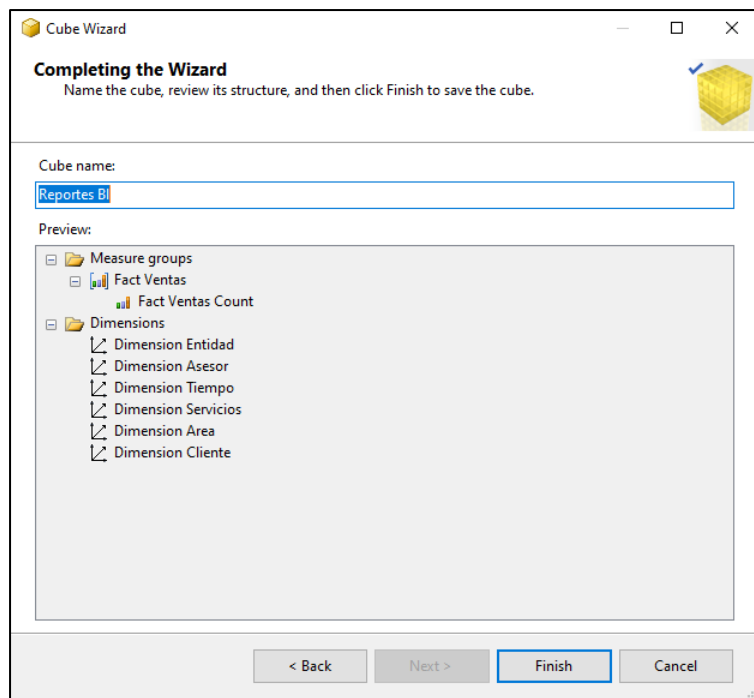 Cube Wizard
Completing the Wizard
Name the cube, review its structure, and then click Finish to save the cube.
Cube name:
Reportes BI
Preview:
Measure groups
Fact Ventas
Fact Ventas Count
Dimensions
Dimension Entidad
Dimension Asesor
Dimension Tiempo
Dimension Servicios
Dimension Area
Dimension Cliente
< Back Next > Finish Cancel